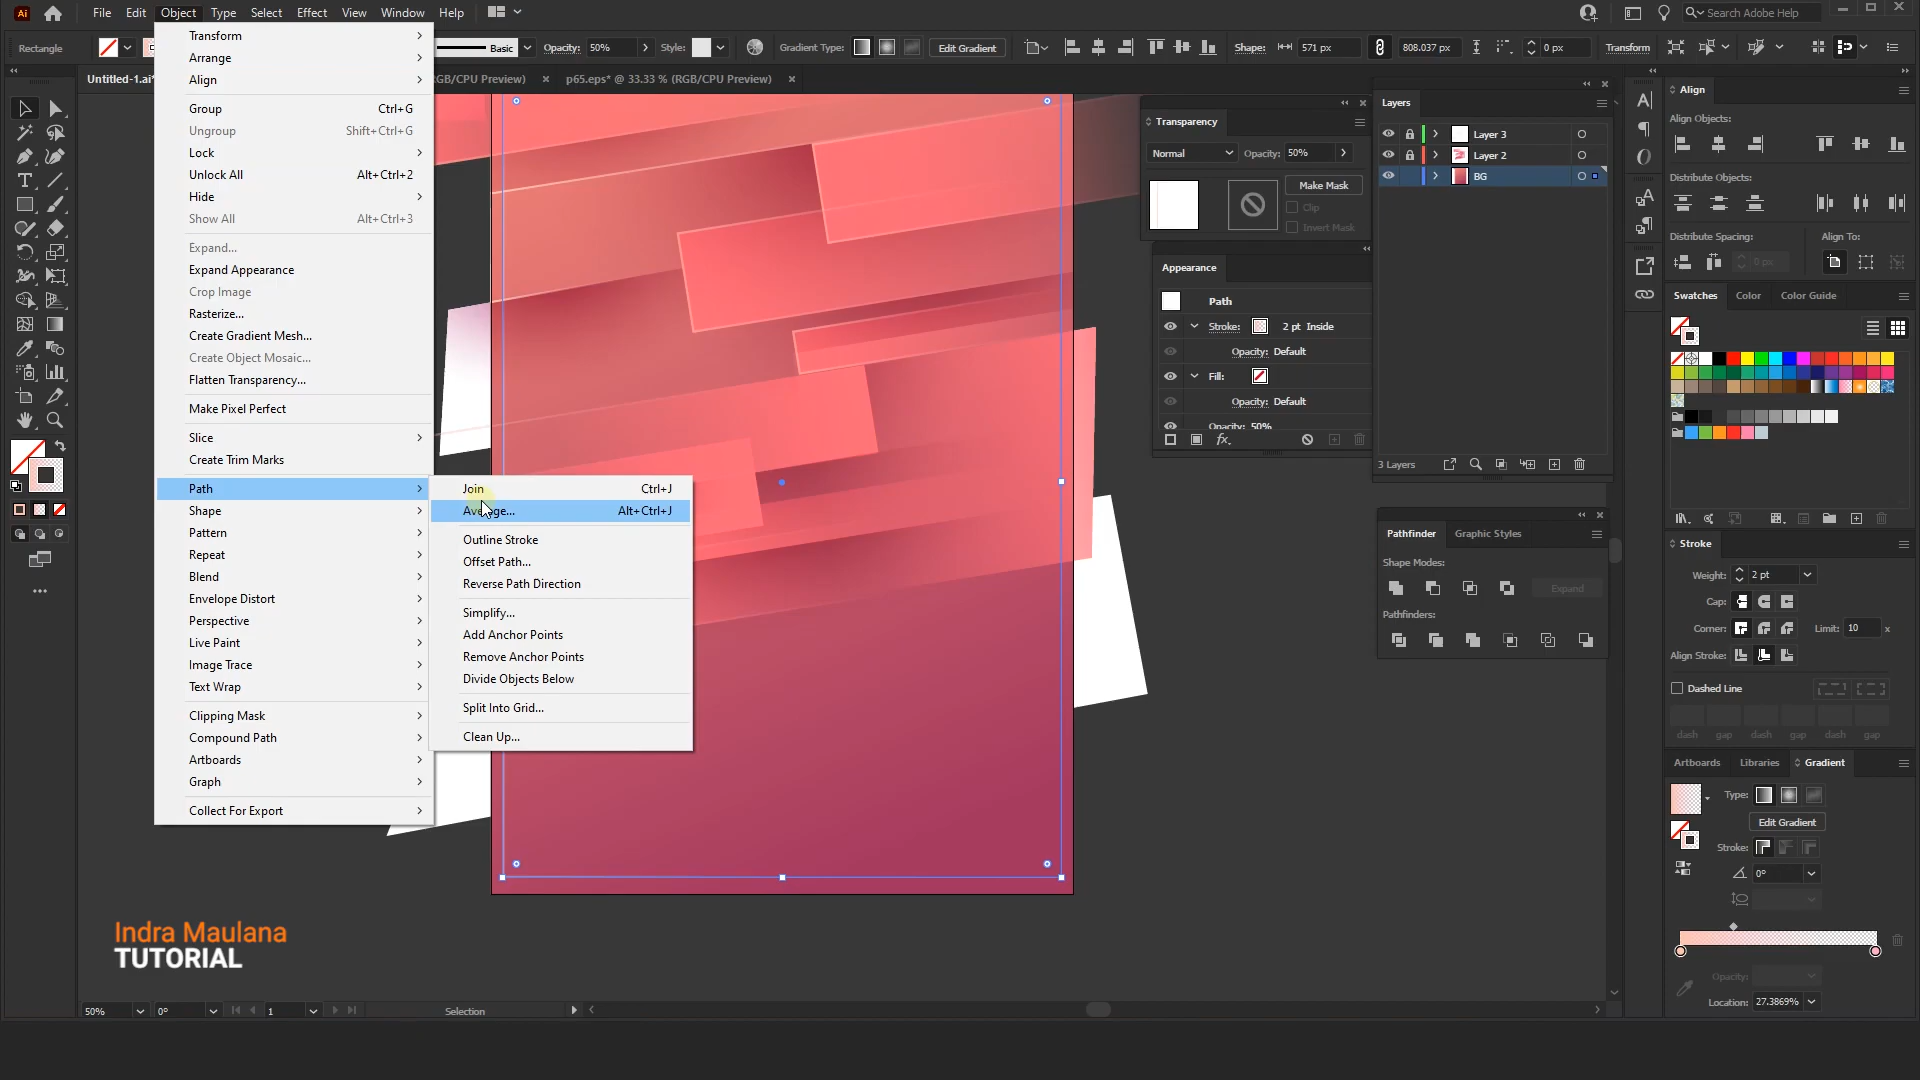 Ai File Edit Object Type Select Effect View Window Help Search Adobe Help
Rectangle Basic Opacity: 50% Style: Gradient Type: Edit Gradient Shape: 571 px 808.037 px 0 px Transform
Untitled-1.ai* RGB/CPU Preview) × p65.eps* @ 33.33 % (RGB/CPU Preview) ×
Transform
Arrange
Align
Group Ctrl+G
Ungroup Shift+Ctrl+G
Lock
Unlock All Alt+Ctrl+2
Hide
Show All Alt+Ctrl+3
Expand...
Expand Appearance
Crop Image
Rasterize...
Create Gradient Mesh...
Create Object Mosaic...
Flatten Transparency...
Make Pixel Perfect
Slice
Create Trim Marks
Path
Shape
Pattern
Repeat
Blend
Envelope Distort
Perspective
Live Paint
Image Trace
Text Wrap
Clipping Mask
Compound Path
Artboards
Graph
Collect For Export
Join Ctrl+J
Average... Alt+Ctrl+J
Outline Stroke
Offset Path...
Reverse Path Direction
Simplify...
Add Anchor Points
Remove Anchor Points
Divide Objects Below
Split Into Grid...
Clean Up...
Transparency
Normal Opacity: 50%
Make Mask
Clip
Invert Mask
Appearance
Path
Stroke: 2 pt Inside
Opacity: Default
Fill:
Opacity: Default
Opacity: 50%
fx.
Layers
Layer 3
Layer 2
BG
3 Layers
Pathfinder Graphic Styles
Shape Modes:
Expand
Pathfinders:
Align
Align Objects:
Distribute Objects:
Distribute Spacing: Align To:
0 px
Swatches Color Color Guide
Stroke
Weight: 2 pt
Cap:
Corner: Limit: 10 x
Align Stroke:
Dashed Line
dash gap dash gap dash gap
Artboards Libraries Gradient
Type:
Edit Gradient
Stroke:
0°
Opacity:
Location: 27.3869%
Indra Maulana
TUTORIAL
50% 0° 1 Selection